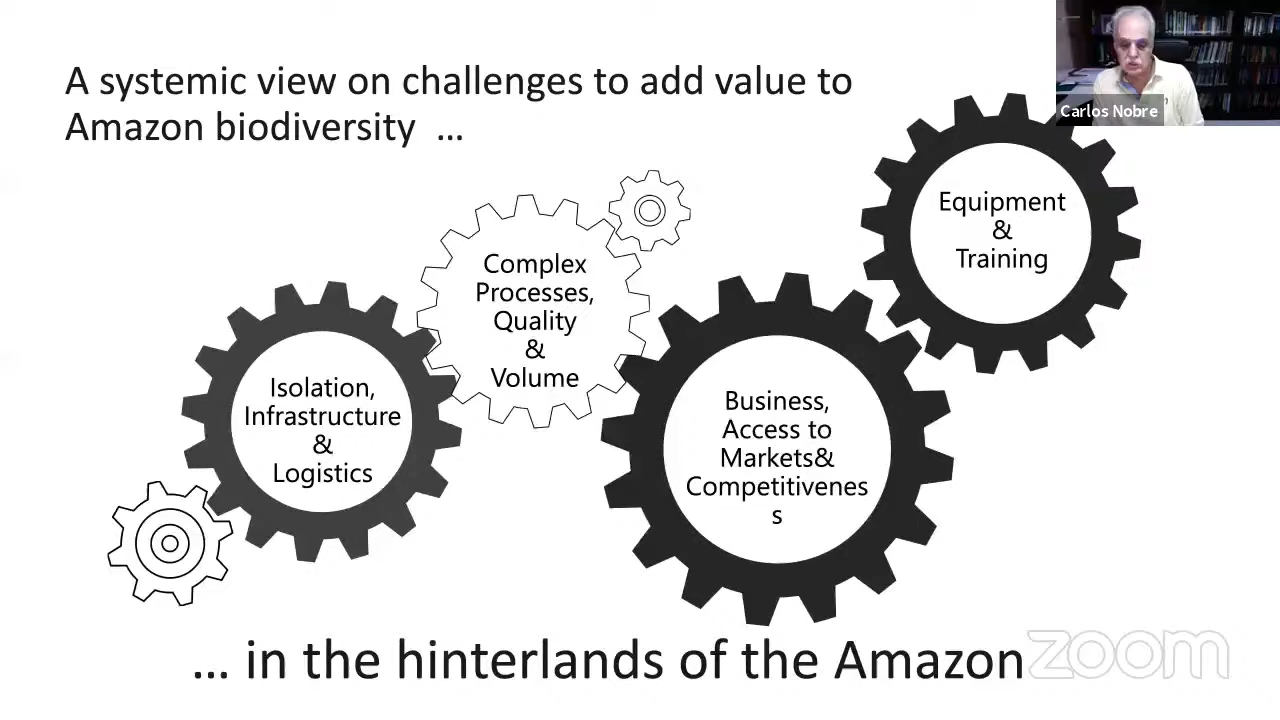 A systemic view on challenges to add value to
Amazon biodiversity ...
Carlos Nobre
Equipment
&
Training
Complex
Processes,
Quality
&
Volume
Isolation,
Infrastructure
&
Logistics
Business,
Access to
Markets&
Competitivenes
s
... in the hinterlands of the Amazon
zoom